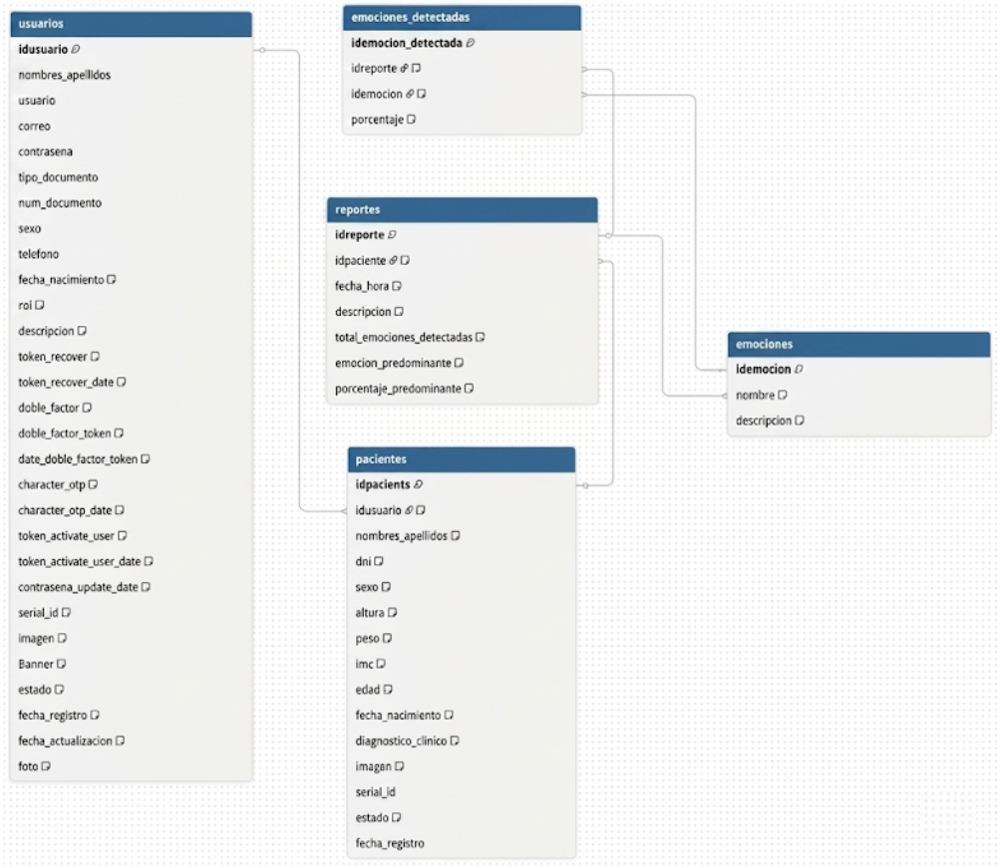 usuarios
idusuario
nombres_apellidos
usuario
correo
contrasena
tipo_documento
num_documento
sexo
telefono
fecha_nacimiento
roi
descripcion
token_recover
token_recover_date
doble_factor
doble_factor_token
date_doble_factor_token
character_otp
character_otp_date
token_activate_user
token_activate_user_date
contrasena_update_date
serial_id
imagen
Banner
estado
fecha_registro
fecha_actualizacion
foto
emociones_detectadas
idemocion_detectada
idreporte
idemocion
porcentaje
reportes
idreporte
idpaciente
fecha_hora
descripcion
total_emociones_detectadas
emocion_predominante
porcentaje_predominante
pacientes
idpacients
idusuario
nombres_apellidos
dni
sexo
altura
peso
imc
edad
fecha_nacimiento
diagnostico_clinico
imagen
serial_id
estado
fecha_registro
emociones
idemocion
nombre
descripcion